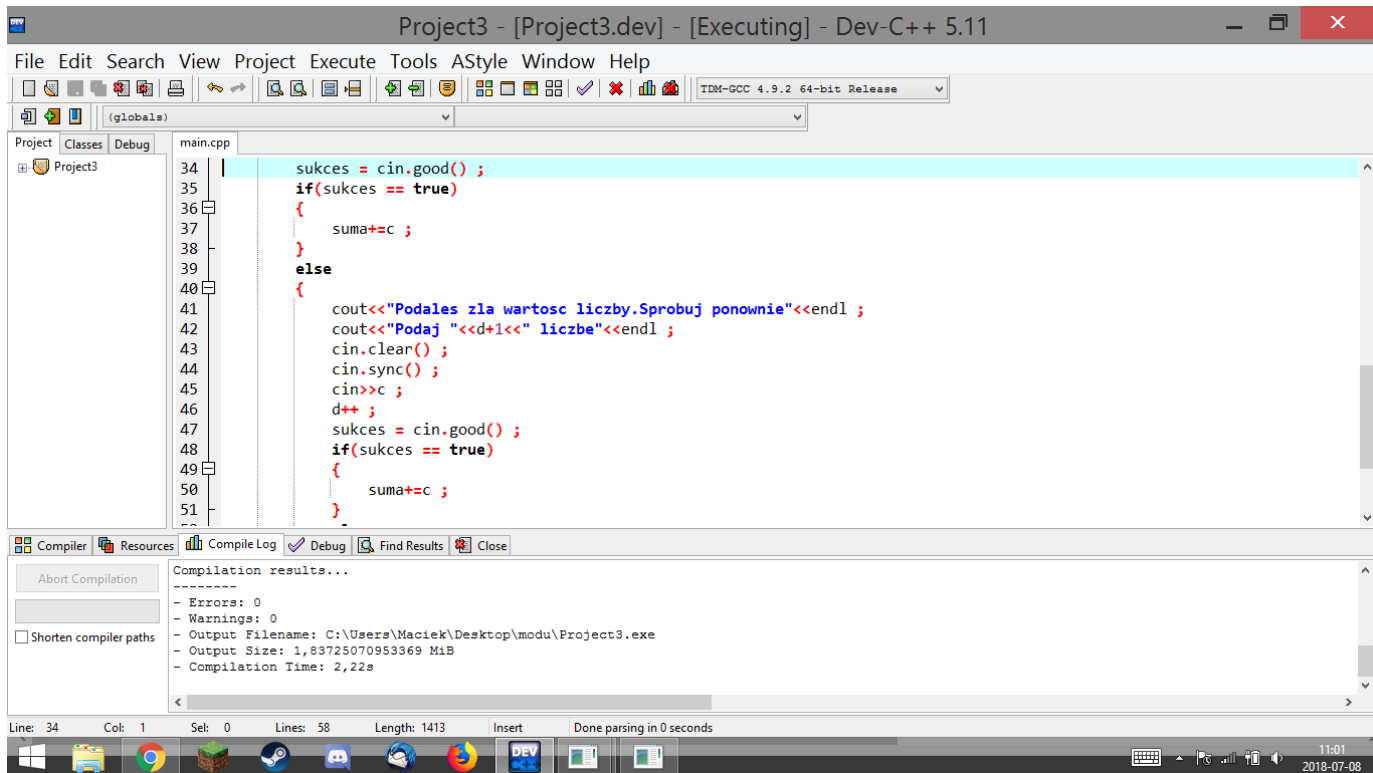 Project3 - [Project3.dev] - [Executing] - Dev-C++ 5.11
File Edit Search View Project Execute Tools AStyle Window Help
TDM-GCC 4.9.2 64-bit Release
(globals)
Project Classes Debug main.cpp
Project3
34 sukces = cin.good() ;
35 if(sukces == true)
36 {
37 suma+=c ;
38 }
39 else
40 {
41 cout<<"Podales zla wartosc liczby.Sprobuj ponownie"<<endl ;
42 cout<<"Podaj "<<d+1<<" liczbe"<<endl ;
43 cin.clear() ;
44 cin.sync() ;
45 cin>>c ;
46 d++ ;
47 sukces = cin.good() ;
48 if(sukces == true)
49 {
50 suma+=c ;
51 }
Compiler Resources Compile Log Debug Find Results Close
Abort Compilation
Shorten compiler paths
Compilation results...
--------
- Errors: 0
- Warnings: 0
- Output Filename: C:\Users\Maciek\Desktop\modu\Project3.exe
- Output Size: 1,83725070953369 MiB
- Compilation Time: 2,22s
Line: 34 Col: 1 Sel: 0 Lines: 58 Length: 1413 Insert Done parsing in 0 seconds
DEV
11:01
2018-07-08